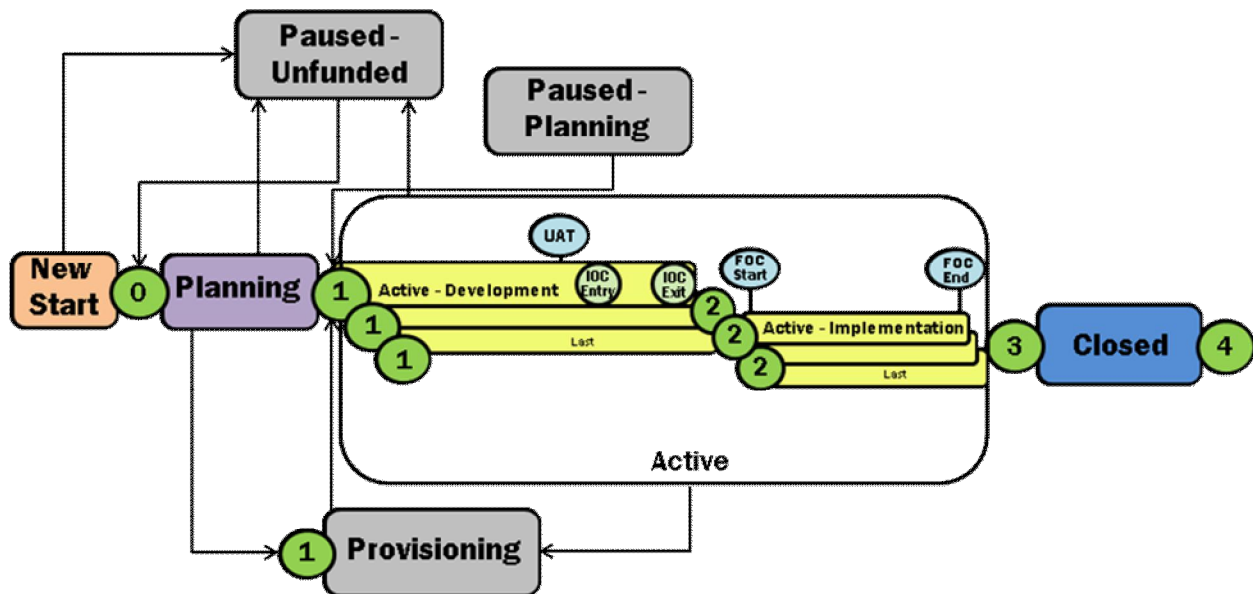 Paused -
Unfunded
Paused -
Planning
UAT
New
Start
0
Planning
1
Active - Development
IOC
Entry
IOC
Exit
FOC
Start
FOC
End
1
2
1
Last
2
Active - Implementation
2
Last
3
Closed
4
Active
1
Provisioning